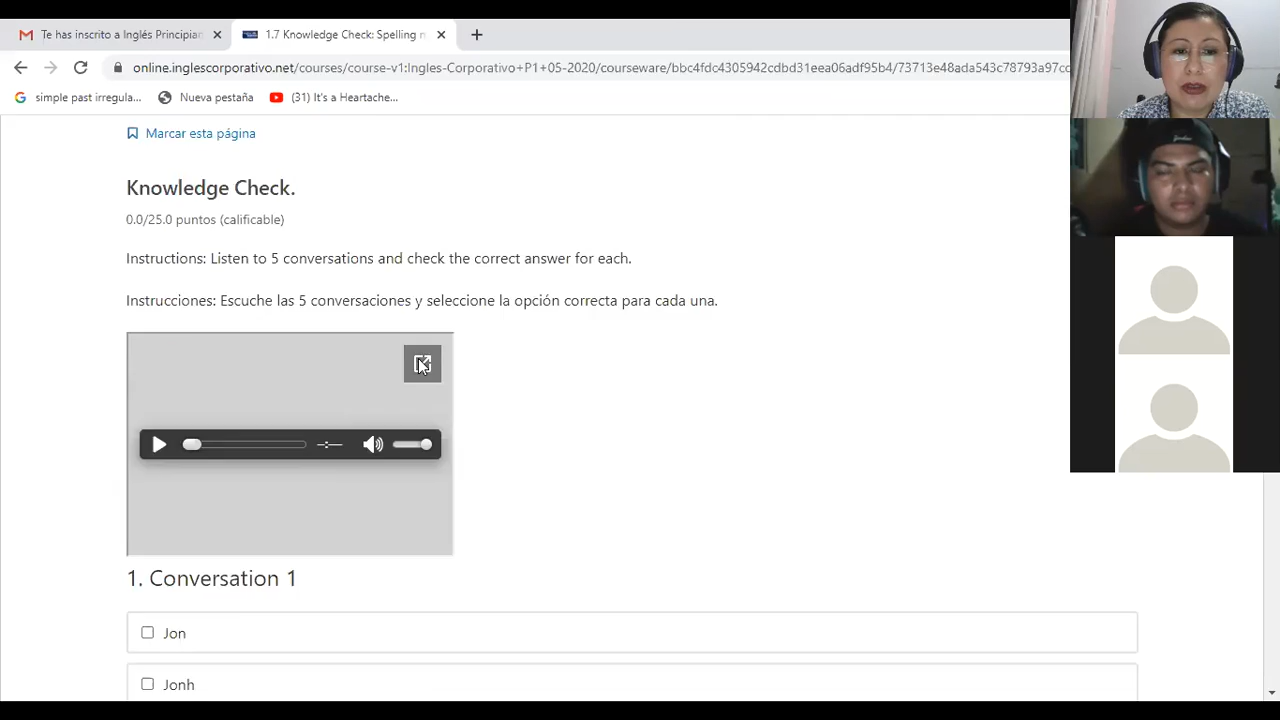 Te has inscrito a Inglés Principian
1.7 Knowledge Check: Spelling n
online.inglescorporativo.net/courses/course-v1:Ingles-Corporativo+P1+05-2020/courseware/bbc4fdc4305942cdbd31eea06adf95b4/73713e48ada543c78793a97cc
simple past irregula...
Nueva pestaña
(31) It's a Heartache...
Marcar esta página
Knowledge Check.
0.0/25.0 puntos (calificable)
Instructions: Listen to 5 conversations and check the correct answer for each.
Instrucciones: Escuche las 5 conversaciones y seleccione la opción correcta para cada una.
-:-
1. Conversation 1
Jon
Jonh